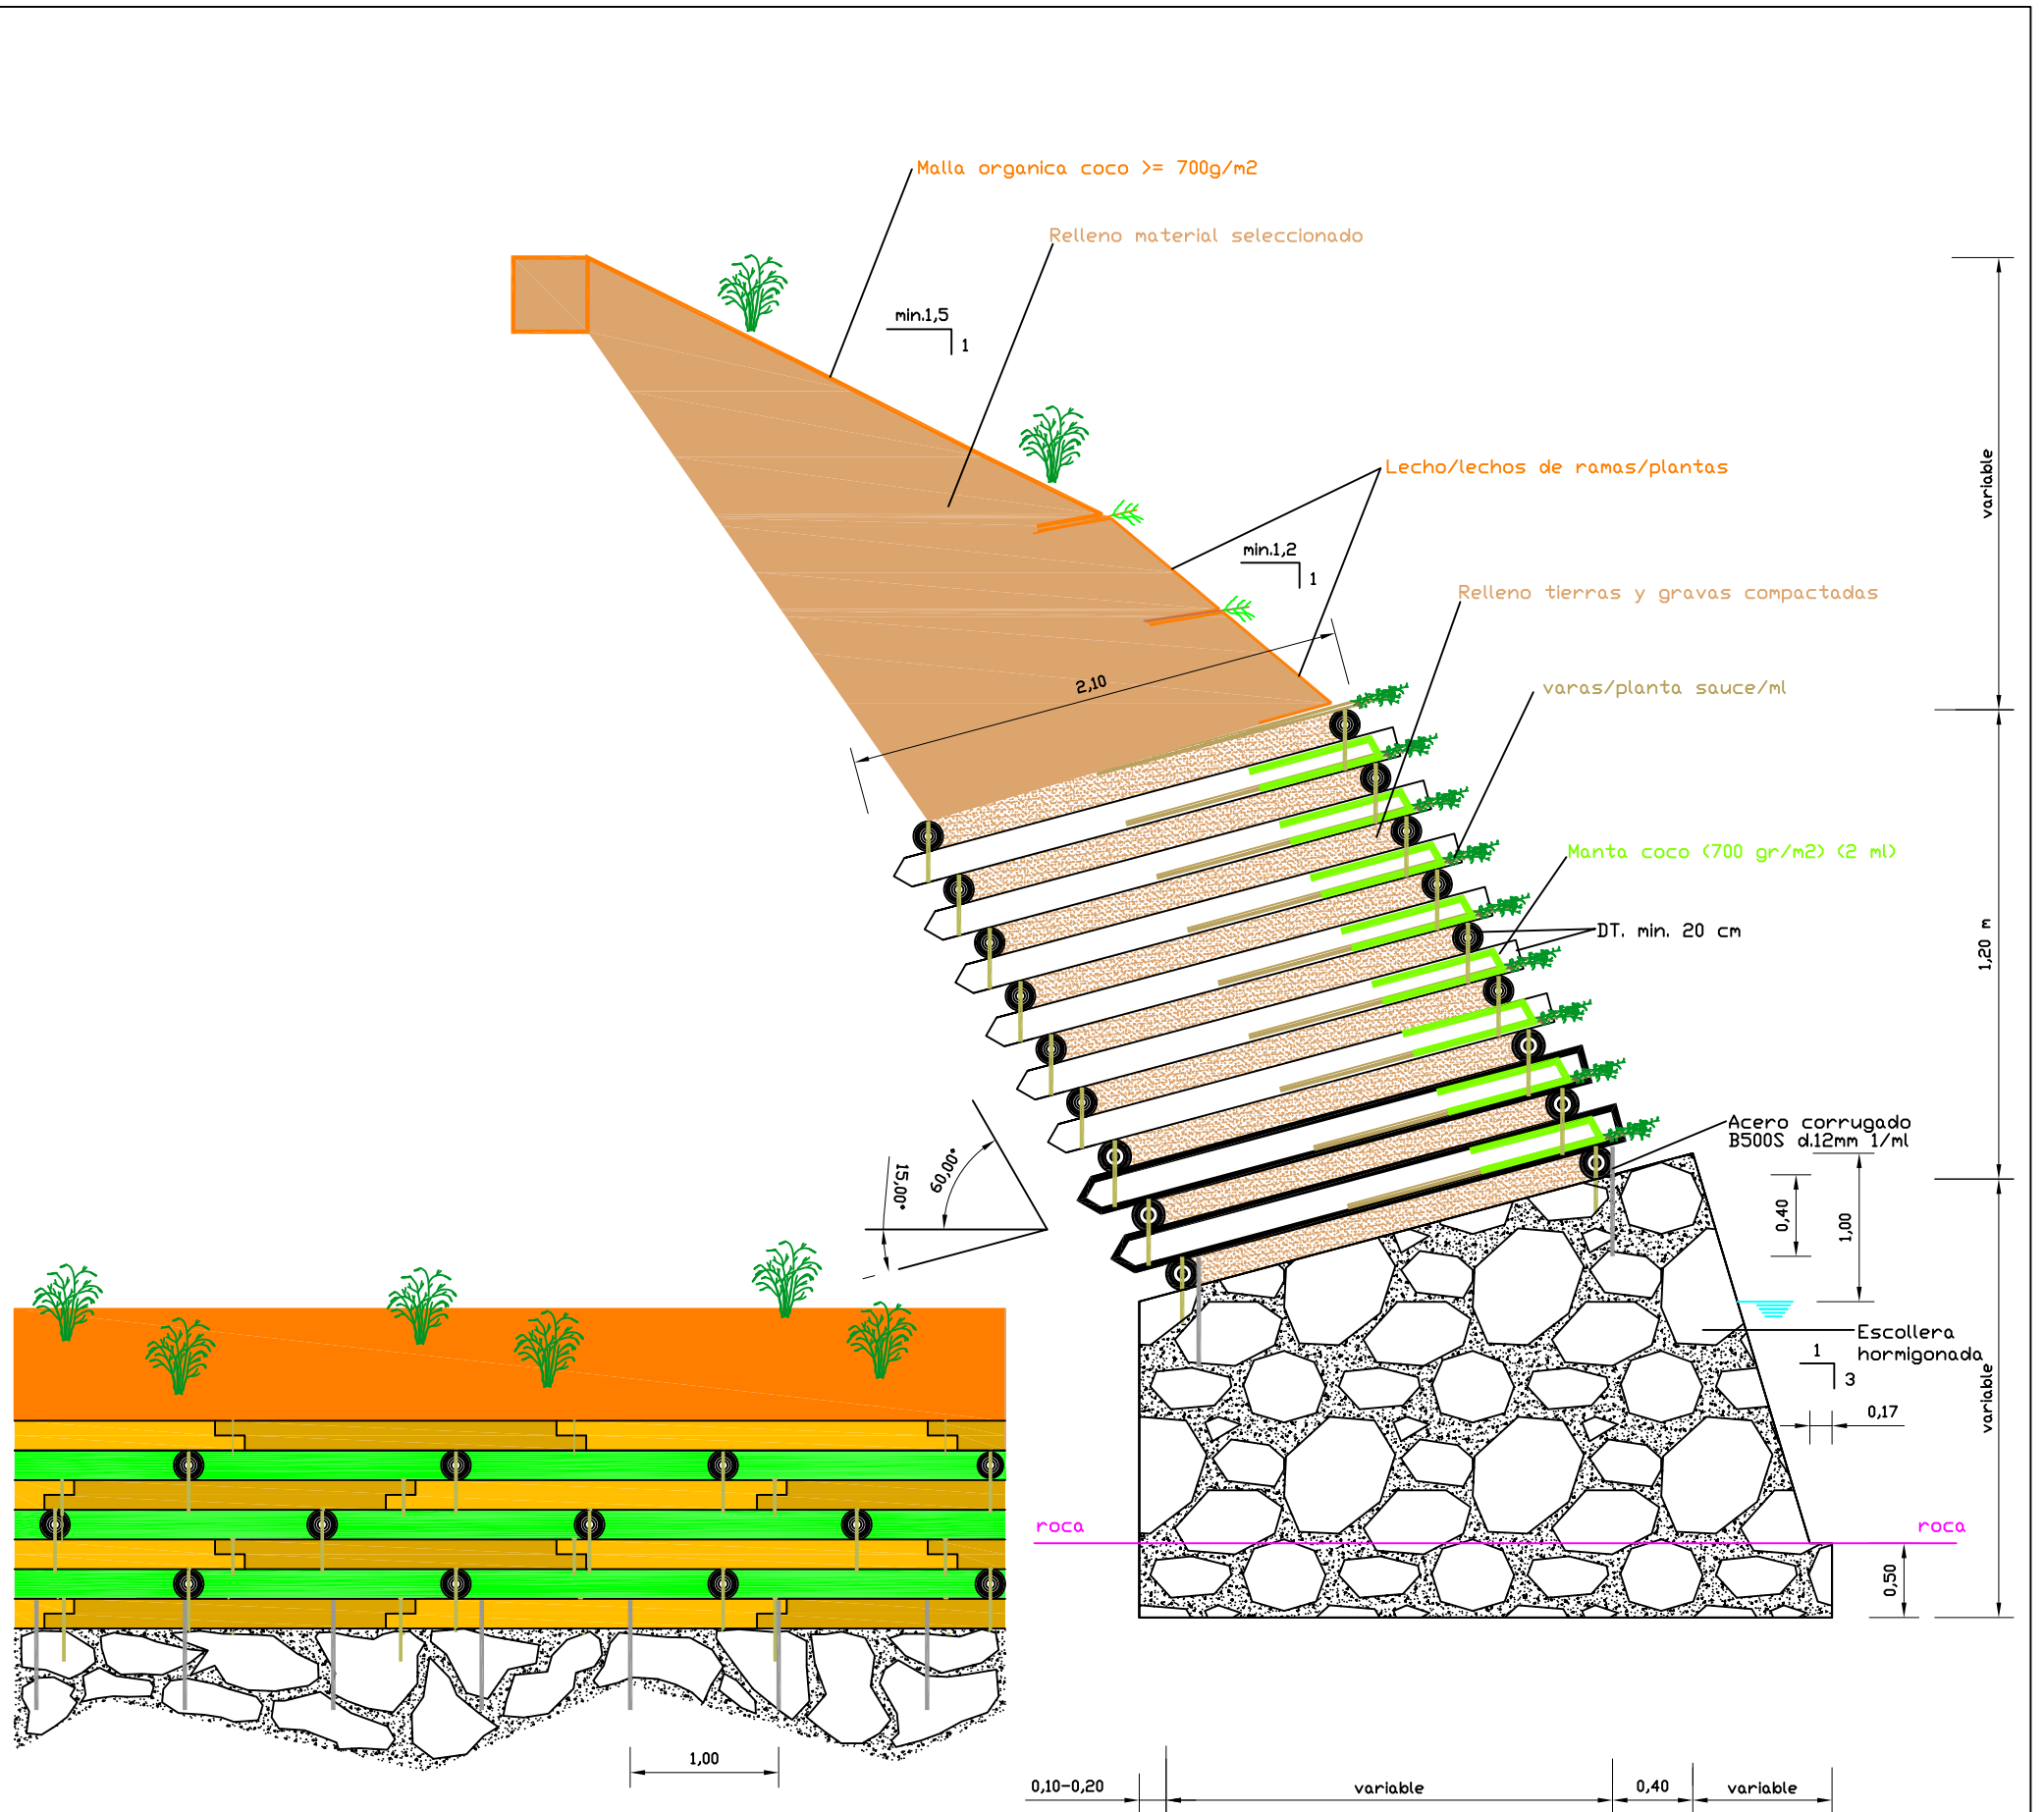 Malla organica coco >= 700g/m2
Relleno material seleccionado
min.1,5
1
variable
Lecho/lechos de ramas/plantas
min.1,2
1
Relleno tierras y gravas compactadas
2,10
varas/planta sauce/ml
Manta coco (700 gr/m2) (2 ml)
DT. min. 20 cm
1,20 m
Acero corrugado
B500S d.12mm 1/ml
60,00°
15,00°
0,40
1,00
Escollera
hormigonada
1
3
variable
0,17
roca
roca
0,50
1,00
0,10-0,20
variable
0,40
variable